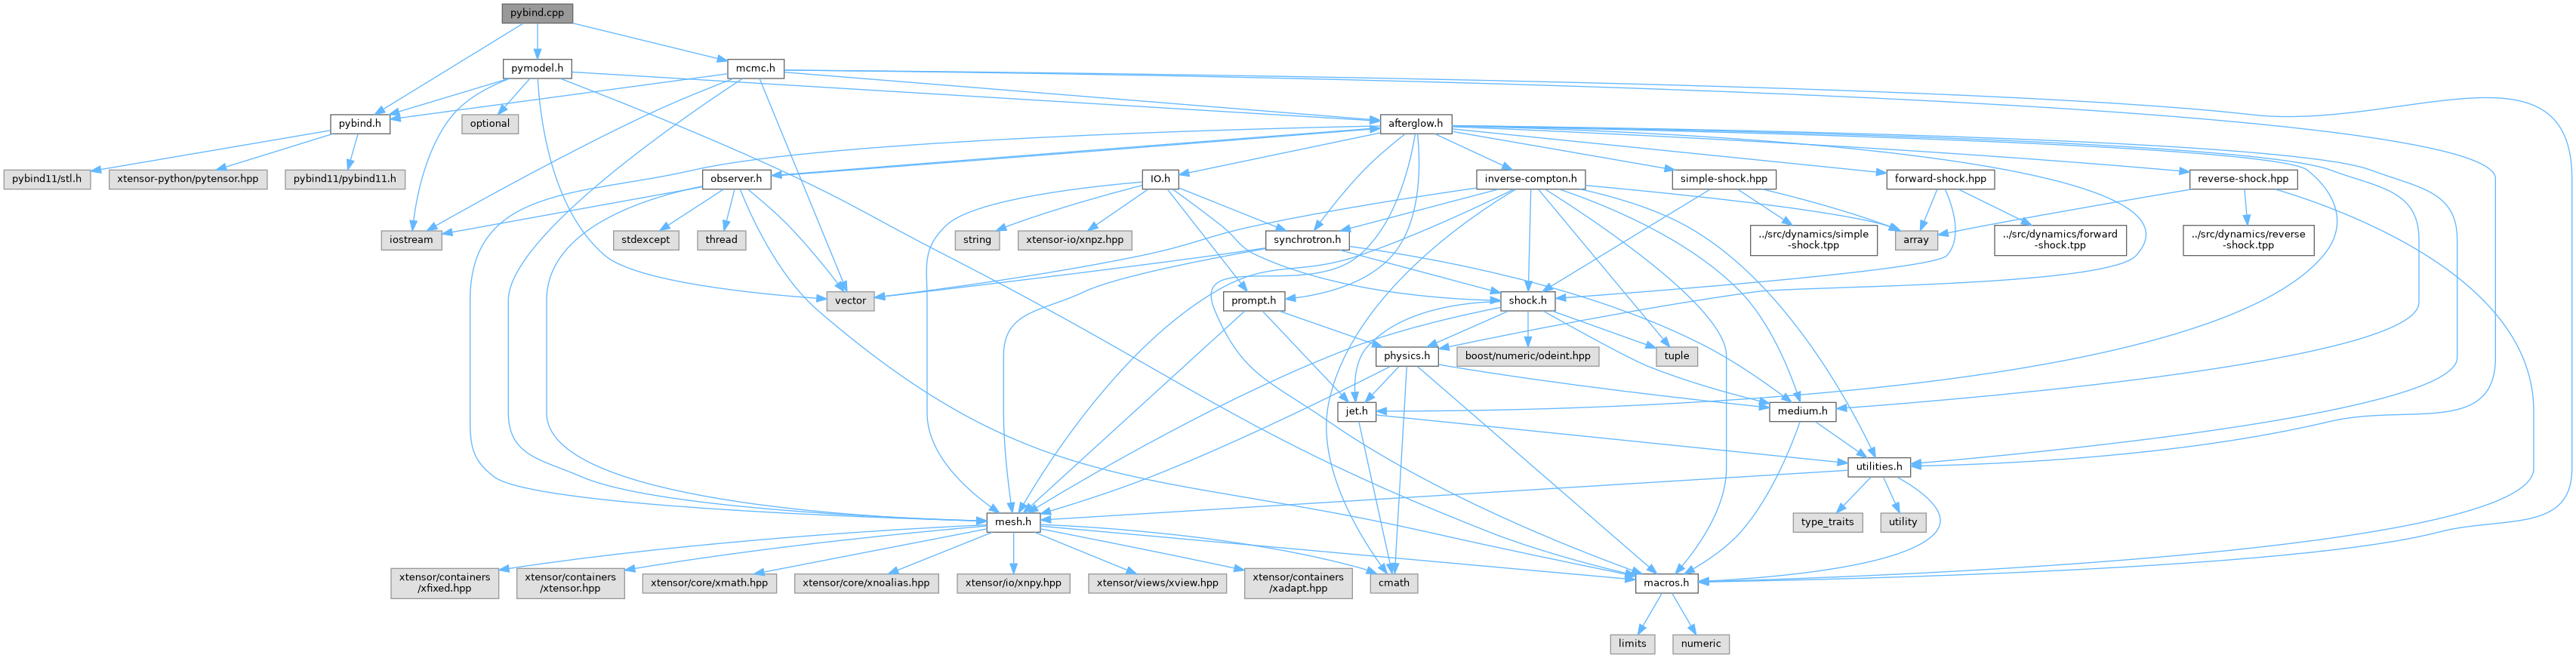 pybind.cpp
pymodel.h
mcmc.h
pybind.h
optional
afterglow.h
pybind11/stl.h
xtensor-python/pytensor.hpp
pybind11/pybind11.h
observer.h
IO.h
inverse-compton.h
simple-shock.hpp
forward-shock.hpp
reverse-shock.hpp
iostream
stdexcept
thread
string
xtensor-io/xnpz.hpp
synchrotron.h
../src/dynamics/simple
-shock.tpp
array
../src/dynamics/forward
-shock.tpp
../src/dynamics/reverse
-shock.tpp
vector
prompt.h
shock.h
physics.h
boost/numeric/odeint.hpp
tuple
jet.h
medium.h
utilities.h
mesh.h
type_traits
utility
xtensor/containers
/xfixed.hpp
xtensor/containers
/xtensor.hpp
xtensor/core/xmath.hpp
xtensor/core/xnoalias.hpp
xtensor/io/xnpy.hpp
xtensor/views/xview.hpp
xtensor/containers
/xadapt.hpp
cmath
macros.h
limits
numeric